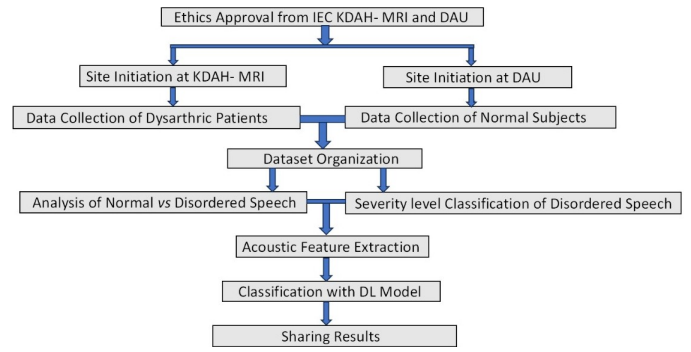 Ethics Approval from IEC KDAH- MRI and DAU
Site Initiation at KDAH- MRI
Site Initiation at DAU
Data Collection of Dysarthric Patients
Data Collection of Normal Subjects
Dataset Organization
Analysis of Normal vs Disordered Speech
Severity level Classification of Disordered Speech
Acoustic Feature Extraction
Classification with DL Model
Sharing Results